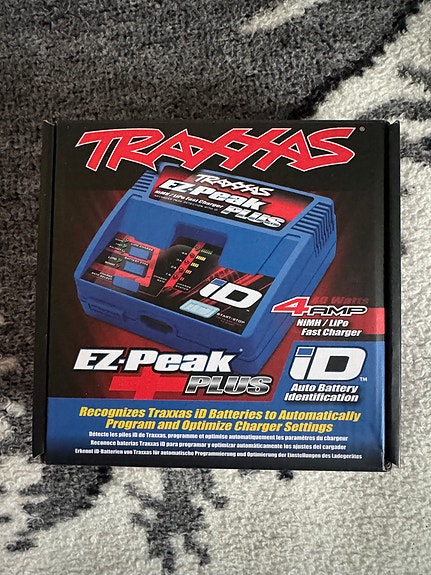 TRAXXAS®
TRAXXAS
EZ-Peak
NiMH / LiPo Fast Charger
PLUS
iD
START-STOP
40 Watts
4 AMP
NiMH / LiPo
Fast Charger
EZ-Peak
PLUS
iD™
Auto Battery
Identification
Recognizes Traxxas iD Batteries to Automatically
Program and Optimize Charger Settings
Détecte les piles iD de Traxxas, programme et optimise automatiquement les paramètres du chargeur
Reconoce baterías Traxxas iD para programar y optimizar automáticamente los ajustes del cargador
Erkennt iD-Batterien von Traxxas für automatische Programmierung und Optimierung der Einstellungen des Ladegerätes